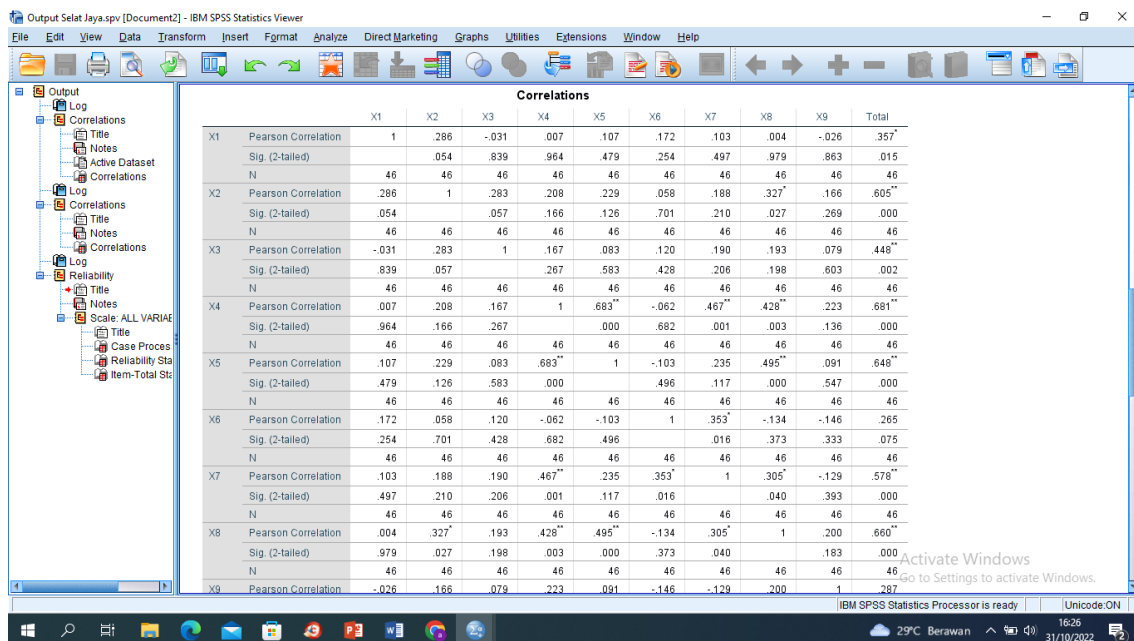 Output Selat Jaya.spv [Document2] - IBM SPSS Statistics Viewer
File Edit View Data Transform Insert Format Analyze Direct Marketing Graphs Utilities Extensions Window Help
Output
Log
Correlations
Title
Notes
Active Dataset
Correlations
Log
Correlations
Title
Notes
Correlations
Log
Reliability
Title
Notes
Scale: ALL VARIAE
Title
Case Proces
Reliability Sta
Item-Total Sta
Correlations
X1 X2 X3 X4 X5 X6 X7 X8 X9 Total
X1 Pearson Correlation 1 .286 -.031 .007 .107 .172 .103 .004 -.026 .357*
Sig. (2-tailed) .054 .839 .964 .479 .254 .497 .979 .863 .015
N 46 46 46 46 46 46 46 46 46 46
X2 Pearson Correlation .286 1 .283 .208 .229 .058 .188 .327* .166 .605**
Sig. (2-tailed) .054 .057 .166 .126 .701 .210 .027 .269 .000
N 46 46 46 46 46 46 46 46 46 46
X3 Pearson Correlation -.031 .283 1 .167 .083 .120 .190 .193 .079 .448**
Sig. (2-tailed) .839 .057 .267 .583 .428 .206 .198 .603 .002
N 46 46 46 46 46 46 46 46 46 46
X4 Pearson Correlation .007 .208 .167 1 .683** -.062 .467** .428** .223 .681**
Sig. (2-tailed) .964 .166 .267 .000 .682 .001 .003 .136 .000
N 46 46 46 46 46 46 46 46 46 46
X5 Pearson Correlation .107 .229 .083 .683** 1 -.103 .235 .495** .091 .648**
Sig. (2-tailed) .479 .126 .583 .000 .496 .117 .000 .547 .000
N 46 46 46 46 46 46 46 46 46 46
X6 Pearson Correlation .172 .058 .120 -.062 -.103 1 .353* -.134 -.146 .265
Sig. (2-tailed) .254 .701 .428 .682 .496 .016 .373 .333 .075
N 46 46 46 46 46 46 46 46 46 46
X7 Pearson Correlation .103 .188 .190 .467** .235 .353* 1 .305* -.129 .578**
Sig. (2-tailed) .497 .210 .206 .001 .117 .016 .040 .393 .000
N 46 46 46 46 46 46 46 46 46 46
X8 Pearson Correlation .004 .327* .193 .428** .495** -.134 .305* 1 .200 .660**
Sig. (2-tailed) .979 .027 .198 .003 .000 .373 .040 .183 .000
N 46 46 46 46 46 46 46 46 46 46
X9 Pearson Correlation -.026 .166 .079 .223 .091 -.146 -.129 .200 1 .287
Activate Windows
Go to Settings to activate Windows.
IBM SPSS Statistics Processor is ready Unicode:ON
29°C Berawan 16:26
31/10/2022